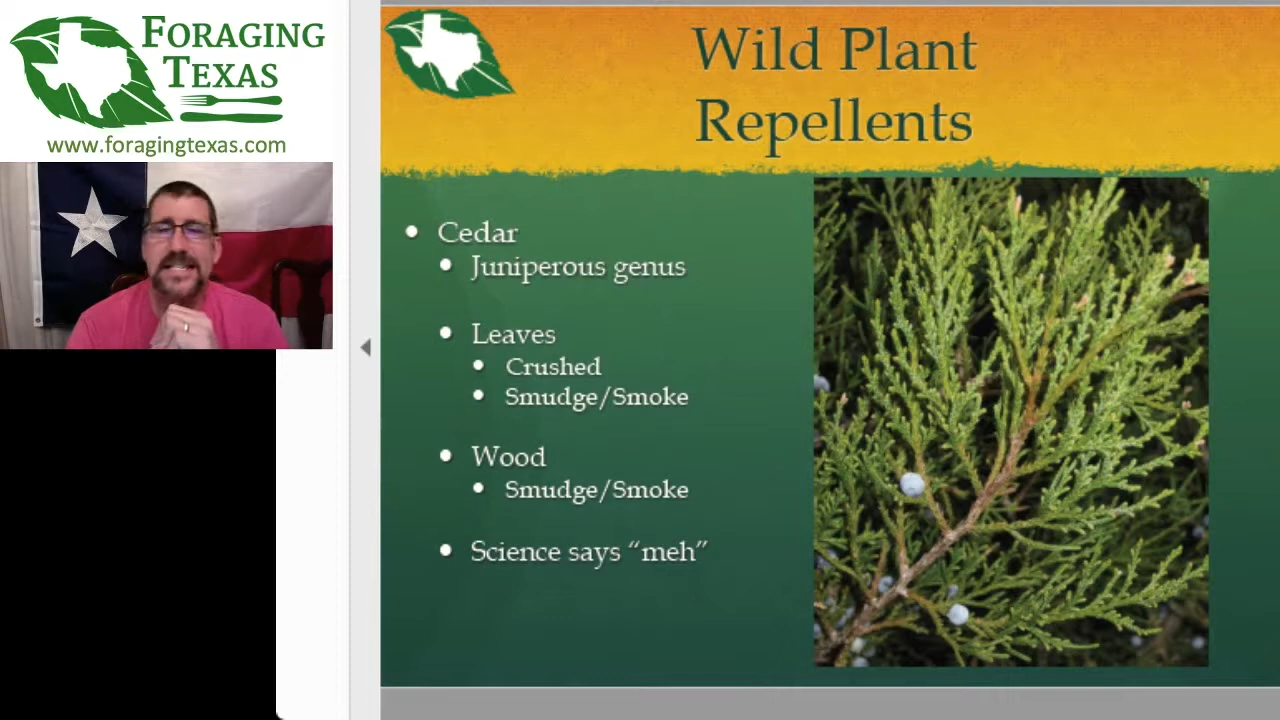 FORAGING
TEXAS
www.foragingtexas.com
Wild Plant
Repellents
Cedar
Juniperous genus
Leaves
Crushed
Smudge/Smoke
Wood
Smudge/Smoke
Science says “meh”